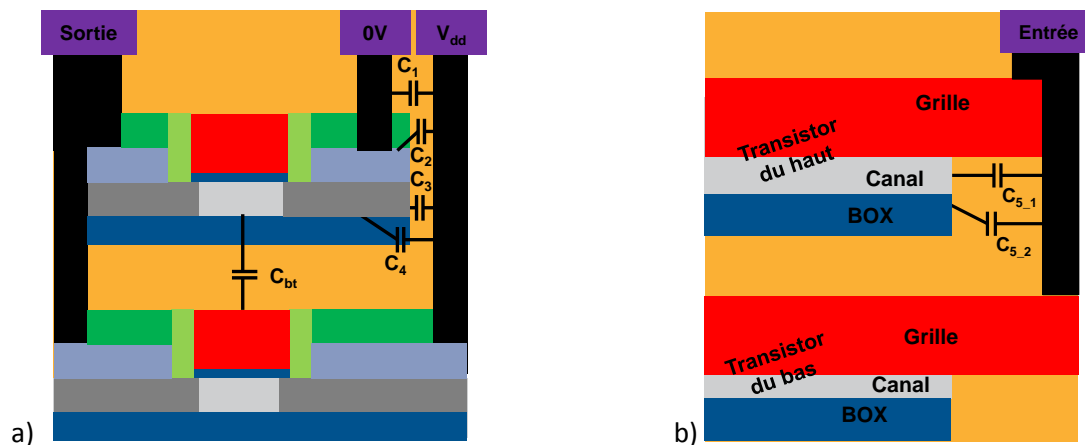 Sortie
0V
Vdd
C1
C2
C3
C4
Cbt
a)
Entrée
Grille
Transistor
du haut
Canal
C5_1
BOX
C5_2
Grille
Transistor
du bas
Canal
BOX
b)